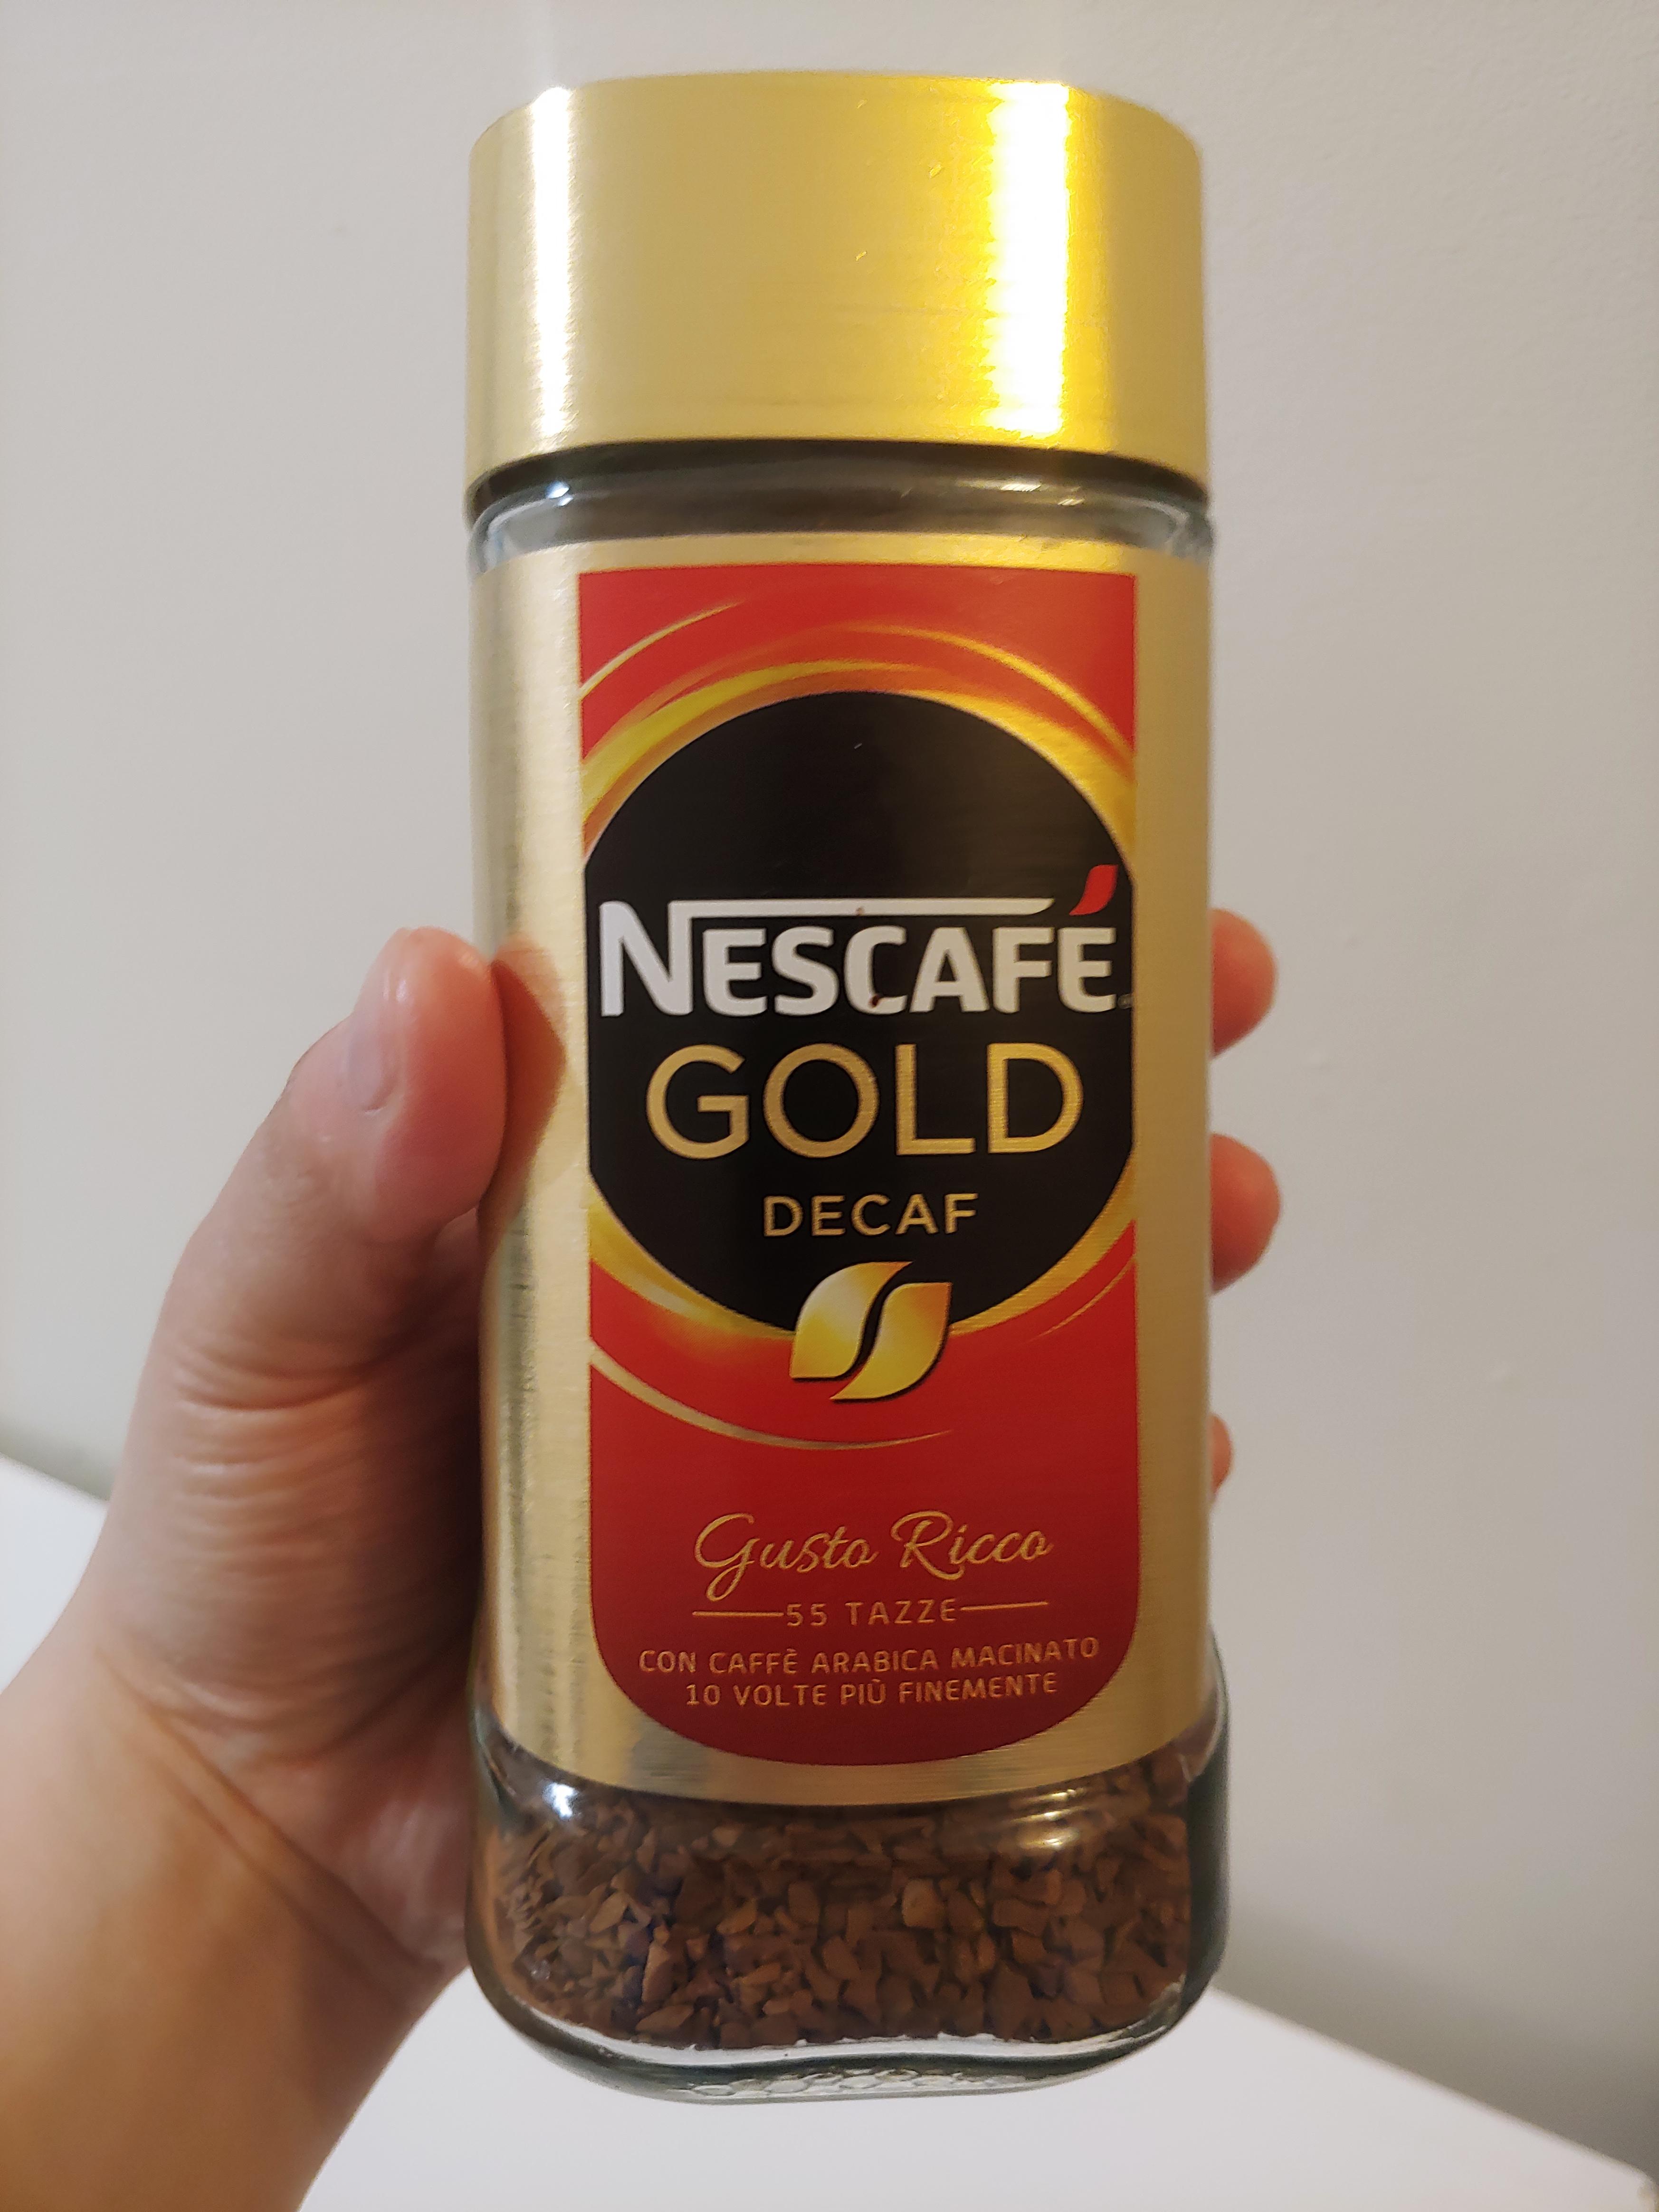 NESCAFÉ
GOLD
DECAF
Gusto Ricco
55 TAZZE
CON CAFFÈ ARABICA MACINATO
10 VOLTE PIÙ FINEMENTE